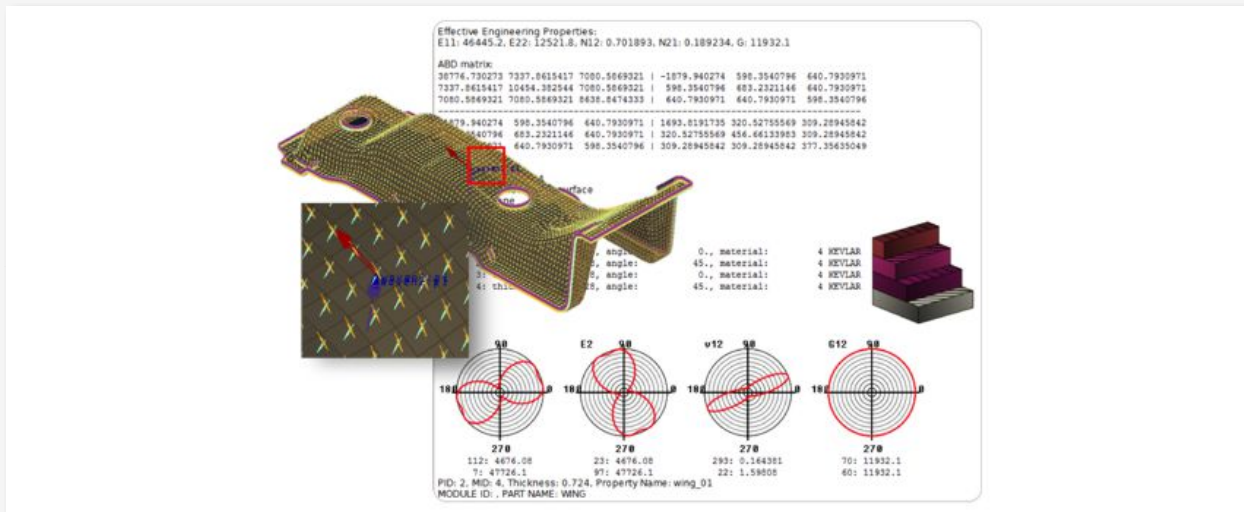 Effective Engineering Properties:
E11: 46445.2, E22: 12521.8, N12: 0.701893, N21: 0.189234, G: 11932.1
ABD matrix:
38776.730273 7337.8615417 7080.5869321 | -1879.940274 598.3540796 640.7930971
7337.8615417 10454.382544 7080.5869321 | 598.3540796 683.2321146 640.7930971
7080.5869321 7080.5869321 8638.8474333 | 640.7930971 640.7930971 598.3540796
879.940274 598.3540796 640.7930971 | 1693.8191735 320.52755569 309.28945842
540796 683.2321146 640.7930971 | 320.52755569 456.66133983 309.28945842
640.7930971 598.3540796 | 309.28945842 309.28945842 377.35635049
surface
angle: 0., material: 4 KEVLAR
angle: 45., material: 4 KEVLAR
3: 8, angle: 0., material: 4 KEVLAR
4: 28, angle: 45., material: 4 KEVLAR
90 E2 90 ν12 90 G12 90
180 0 180 0 180 0 180 0
270 270 270 270
112: 4676.08 23: 4676.08 293: 0.164381 70: 11932.1
7: 47726.1 97: 47726.1 22: 1.59808 60: 11932.1
PID: 2, MID: 4, Thickness: 0.724, Property Name: wing_01
MODULE ID: , PART NAME: WING